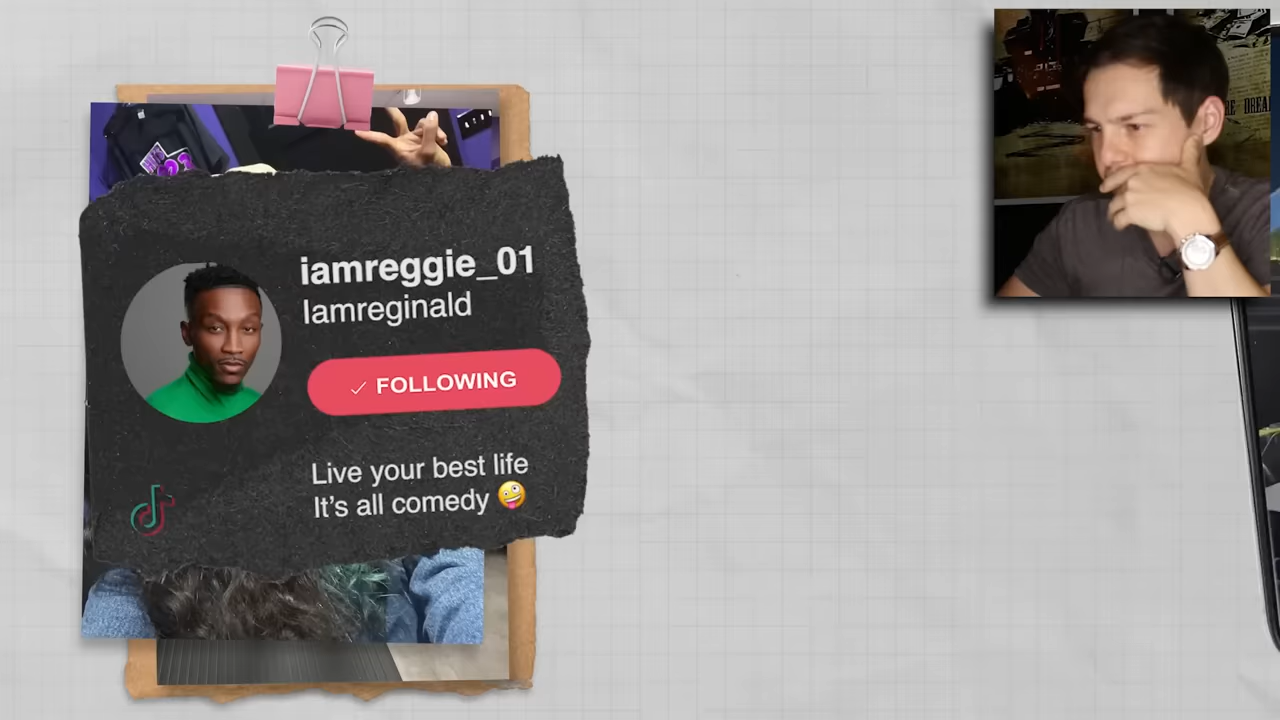 iamreggie_01
Iamreginald
✓ FOLLOWING
Live your best life
It's all comedy 🤪